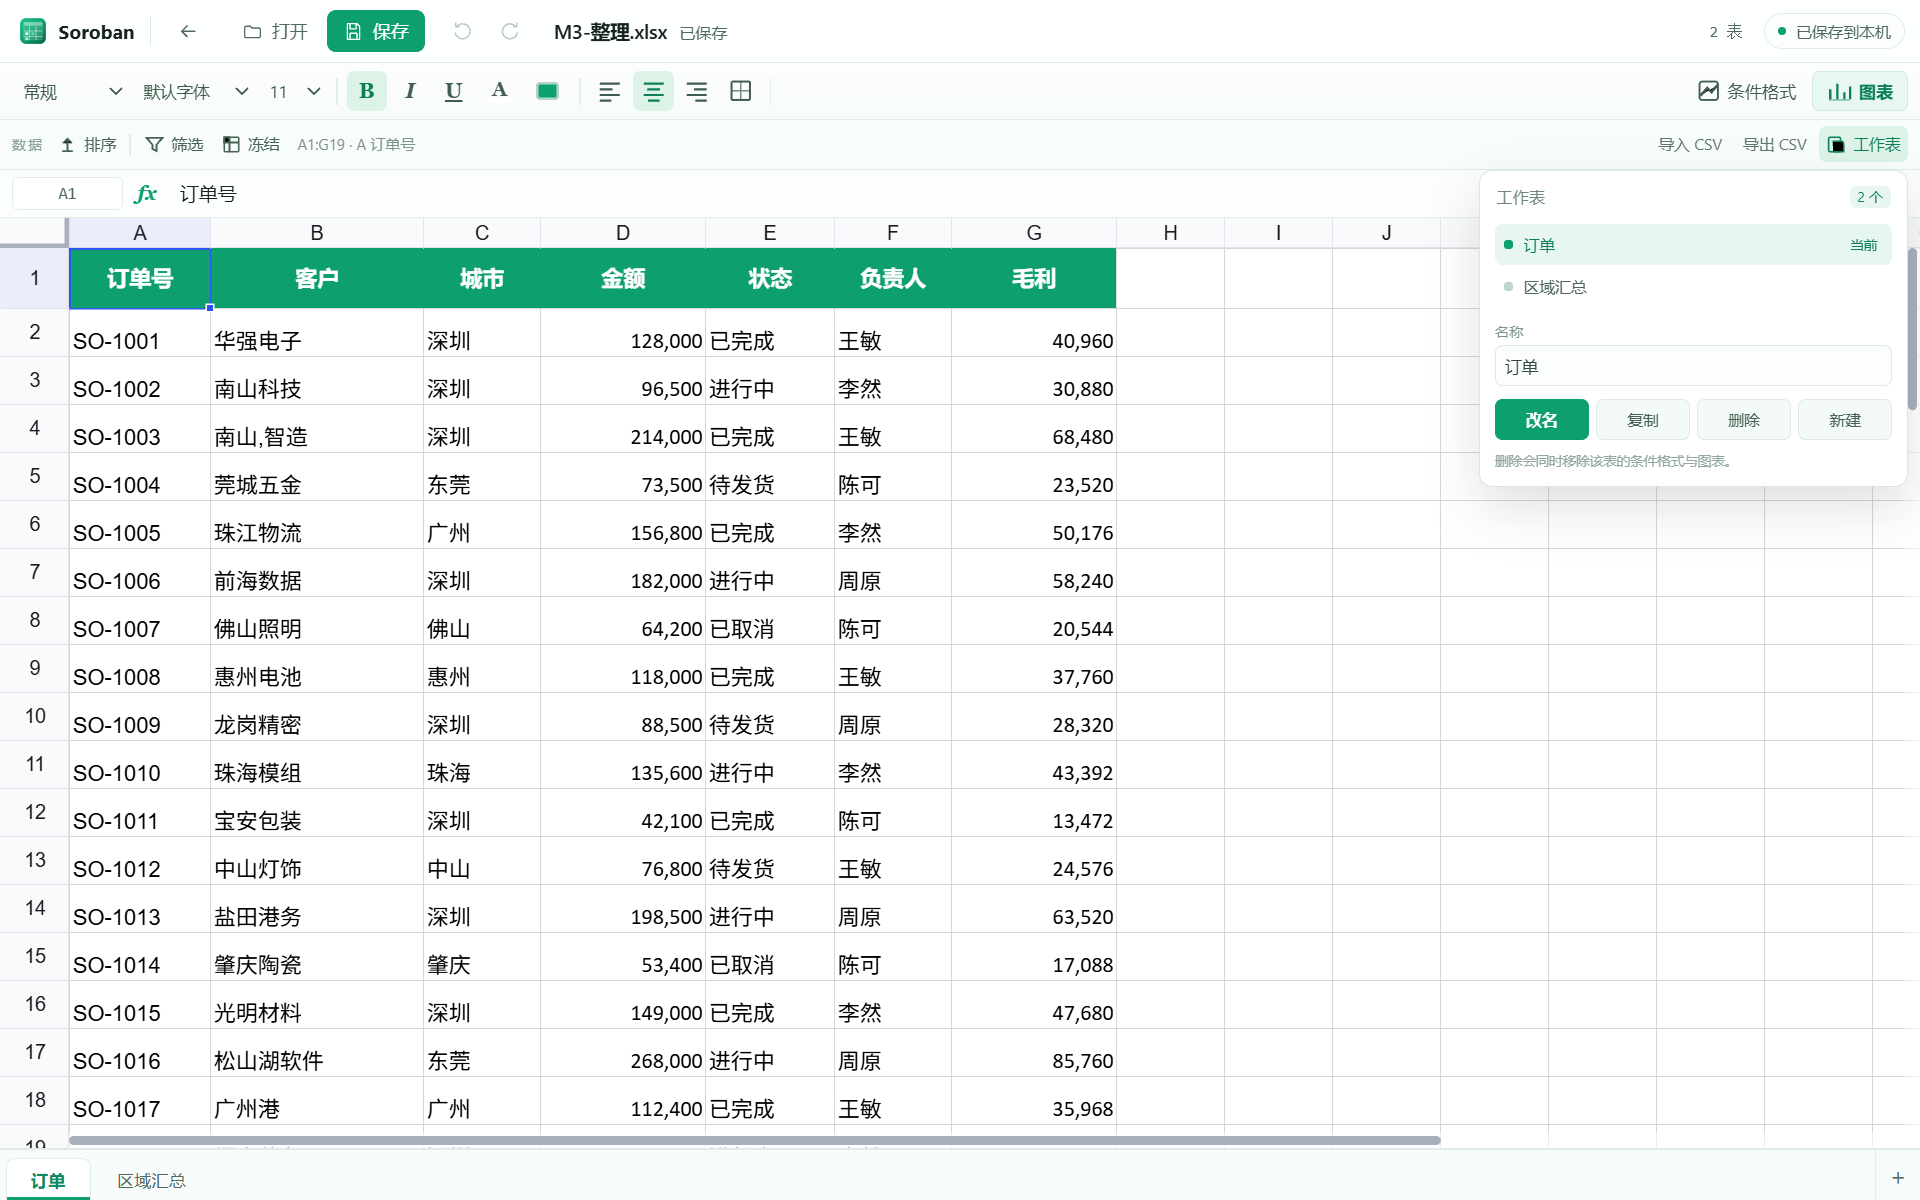 Soroban
打开
保存
M3-整理.xlsx 已保存
2 表
已保存到本机
常规
默认字体
11
B I U A
条件格式
图表
数据
排序
筛选
冻结
A1:G19 · A 订单号
导入 CSV
导出 CSV
工作表
A1
fx
订单号
工作表
2 个
订单
当前
区域汇总
名称
订单
改名
复制
删除
新建
删除会同时移除该表的条件格式与图表。
A B C D E F G H I J
1 订单号 客户 城市 金额 状态 负责人 毛利
2 SO-1001 华强电子 深圳 128,000 已完成 王敏 40,960
3 SO-1002 南山科技 深圳 96,500 进行中 李然 30,880
4 SO-1003 南山,智造 深圳 214,000 已完成 王敏 68,480
5 SO-1004 莞城五金 东莞 73,500 待发货 陈可 23,520
6 SO-1005 珠江物流 广州 156,800 已完成 李然 50,176
7 SO-1006 前海数据 深圳 182,000 进行中 周原 58,240
8 SO-1007 佛山照明 佛山 64,200 已取消 陈可 20,544
9 SO-1008 惠州电池 惠州 118,000 已完成 王敏 37,760
10 SO-1009 龙岗精密 深圳 88,500 待发货 周原 28,320
11 SO-1010 珠海模组 珠海 135,600 进行中 李然 43,392
12 SO-1011 宝安包装 深圳 42,100 已完成 陈可 13,472
13 SO-1012 中山灯饰 中山 76,800 待发货 王敏 24,576
14 SO-1013 盐田港务 深圳 198,500 进行中 周原 63,520
15 SO-1014 肇庆陶瓷 肇庆 53,400 已取消 陈可 17,088
16 SO-1015 光明材料 深圳 149,000 已完成 李然 47,680
17 SO-1016 松山湖软件 东莞 268,000 进行中 周原 85,760
18 SO-1017 广州港 广州 112,400 已完成 王敏 35,968
19
订单
区域汇总
+